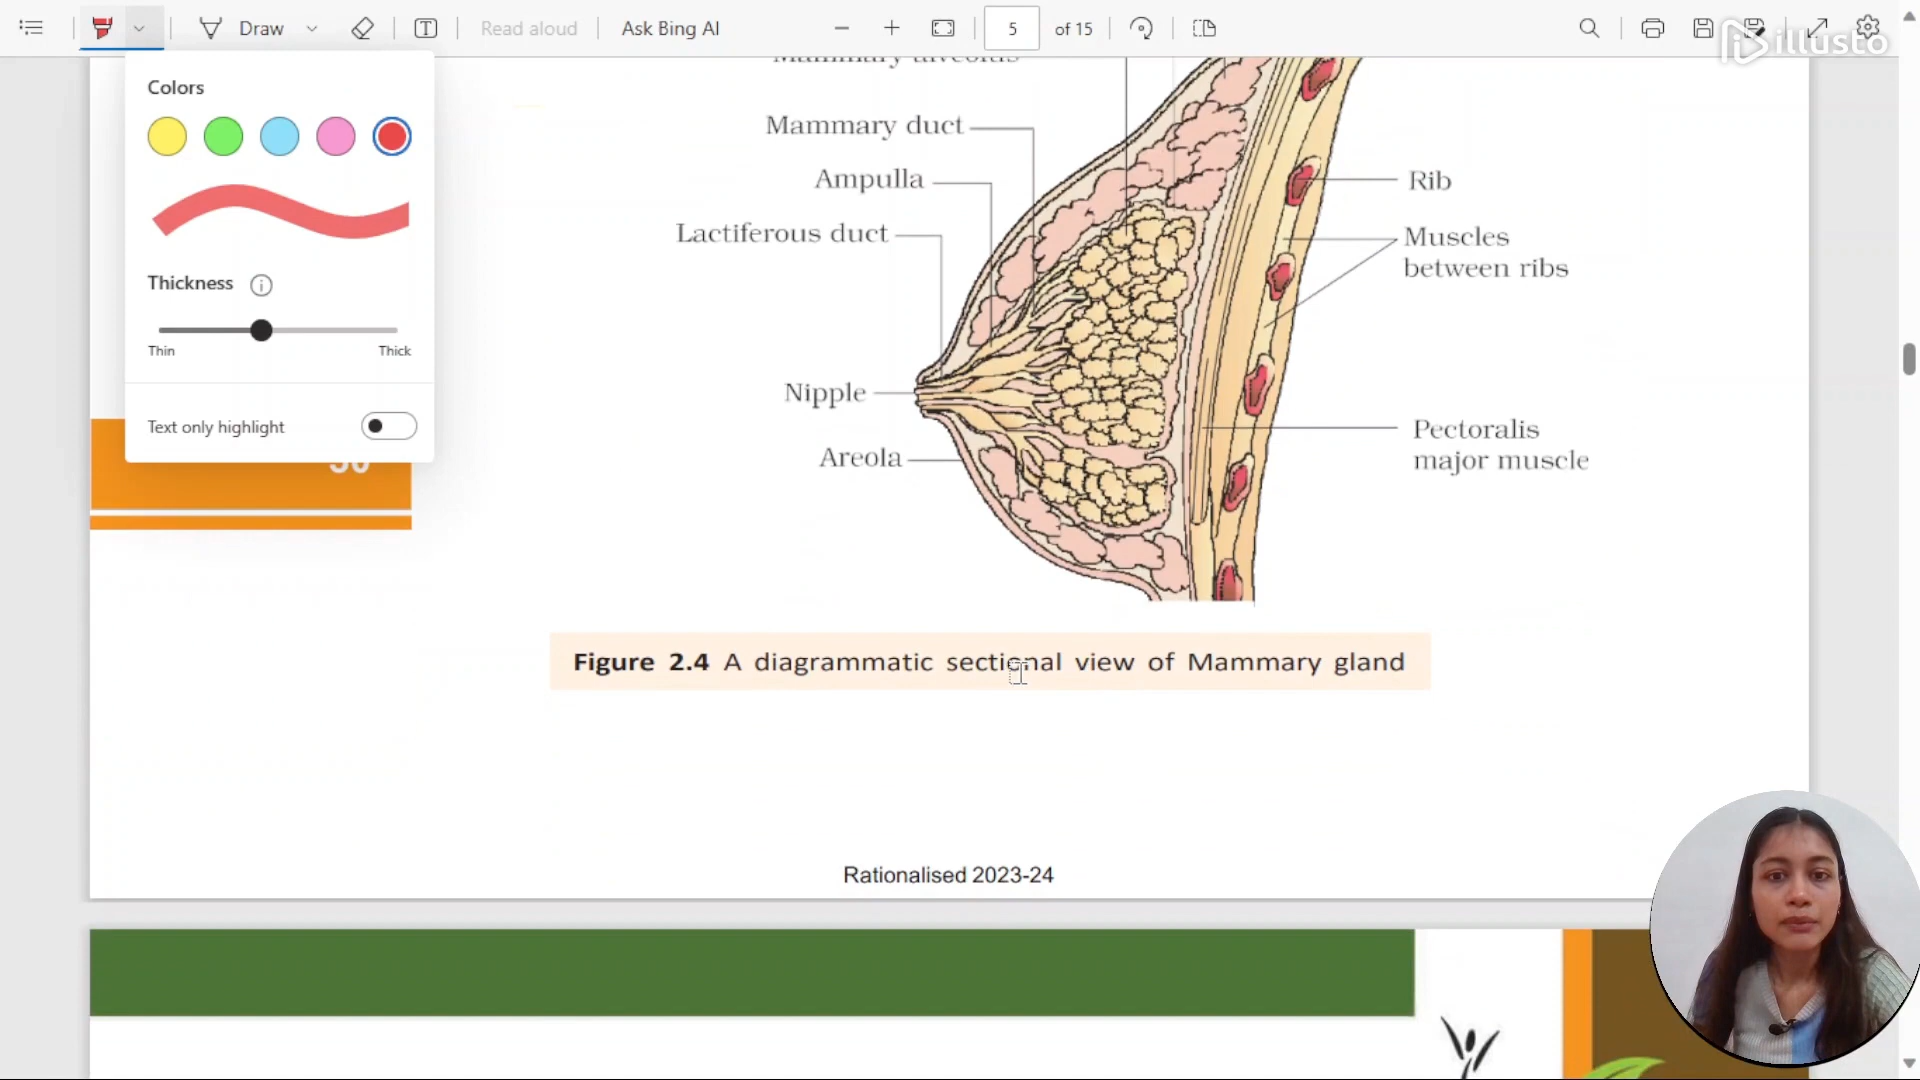 Draw
Read aloud
Ask Bing AI
5
of 15
illusto
Colors
Thickness
Thin
Thick
Text only highlight
Mammary alveolus
Mammary duct
Ampulla
Lactiferous duct
Nipple
Areola
Rib
Muscles
between ribs
Pectoralis
major muscle
Figure 2.4 A diagrammatic sectional view of Mammary gland
Rationalised 2023-24